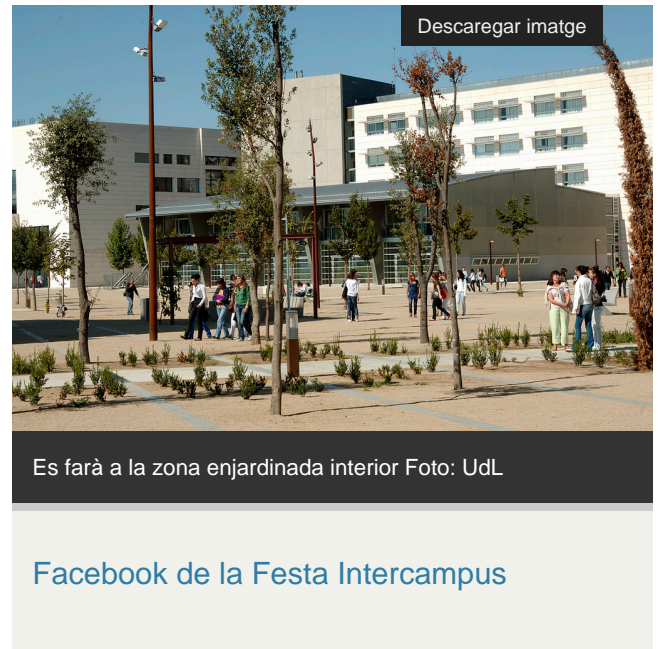 Descaregar imatge
Es farà a la zona enjardinada interior Foto: UdL
Facebook de la Festa Intercampus